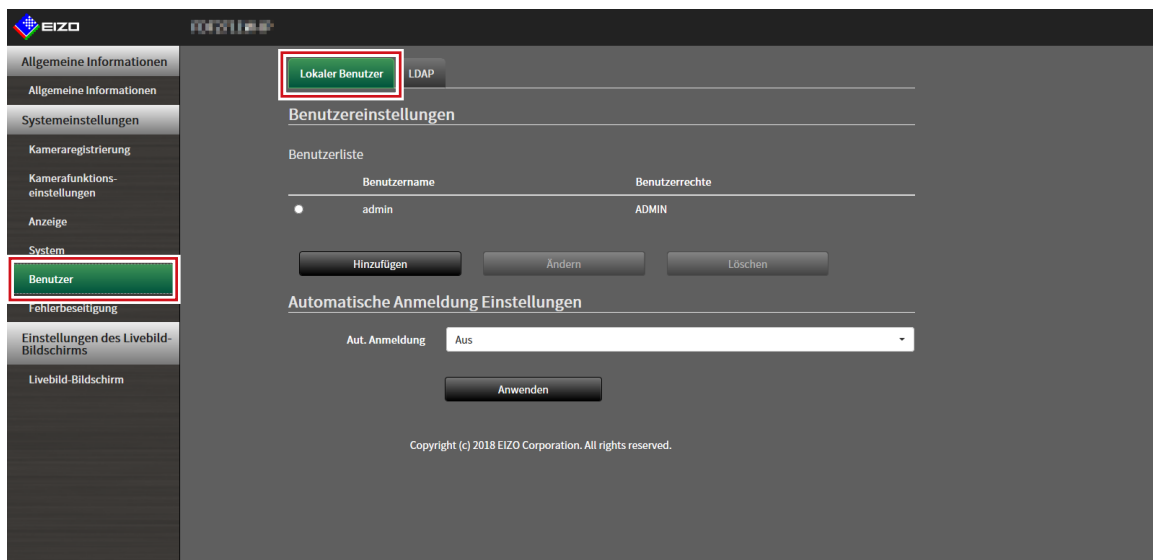 EIZO
Allgemeine Informationen
Allgemeine Informationen
Systemeinstellungen
Kameraregistrierung
Kamerafunktions-
einstellungen
Anzeige
System
Benutzer
Fehlerbeseitigung
Einstellungen des Livebild-
Bildschirms
Livebild-Bildschirm
Lokaler Benutzer LDAP
Benutzereinstellungen
Benutzerliste
Benutzername Benutzerrechte
admin ADMIN
Hinzufügen Ändern Löschen
Automatische Anmeldung Einstellungen
Aut. Anmeldung Aus
Anwenden
Copyright (c) 2018 EIZO Corporation. All rights reserved.